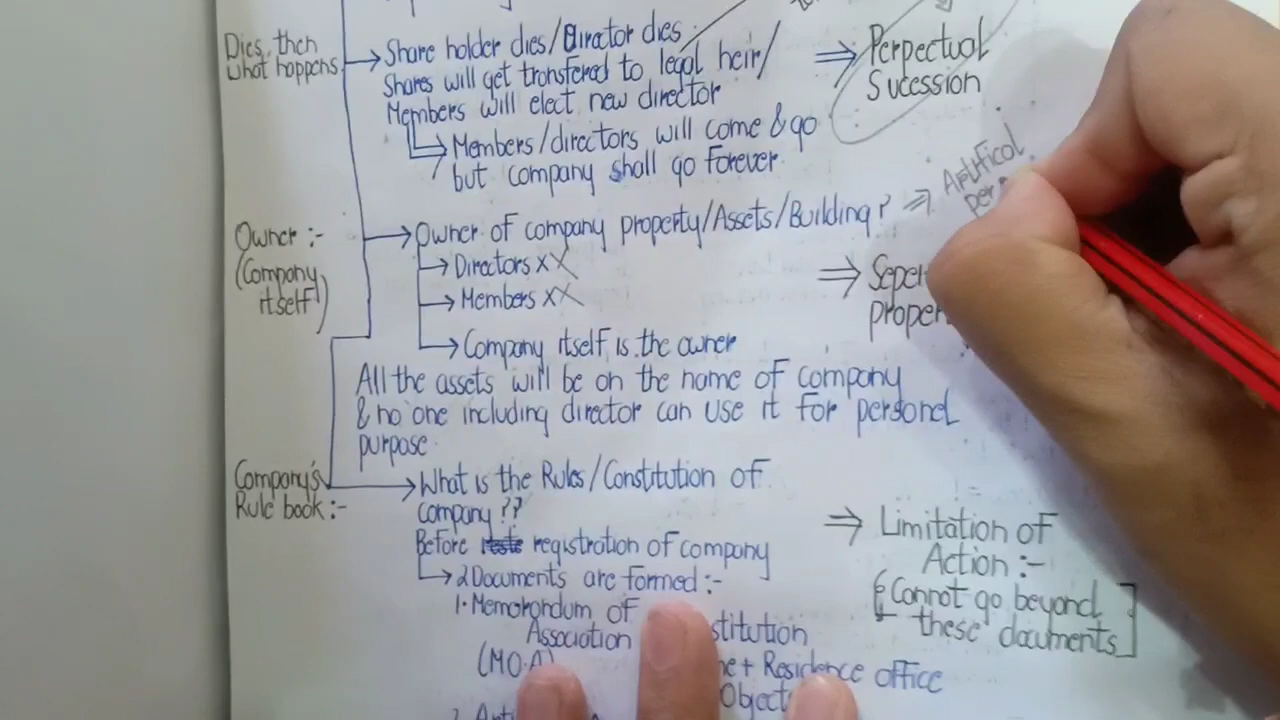 Dies, then
what happens
Share holder dies/Director dies
Shares will get transfered to legal heir/
Members will elect new director
Members/directors will come & go
but company shall go forever
⇒ Perpectual
Sucession
Owner :-
(Company
itself)
Owner of company property/Assets/Building? ⇒ Artificol
Directors XX
Members XX
Company itself is the owner
⇒
All the assets will be on the name of company
& no one including director can use it for personel
purpose.
Company's
Rule book :-
What is the Rules/Constitution of
company??
Before registration of company
2 Documents are formed :-
1. Memorandum of
Association
(MO.A)
+ Residence office
⇒ Limitation of
Action :-
Cannot go beyond
these documents